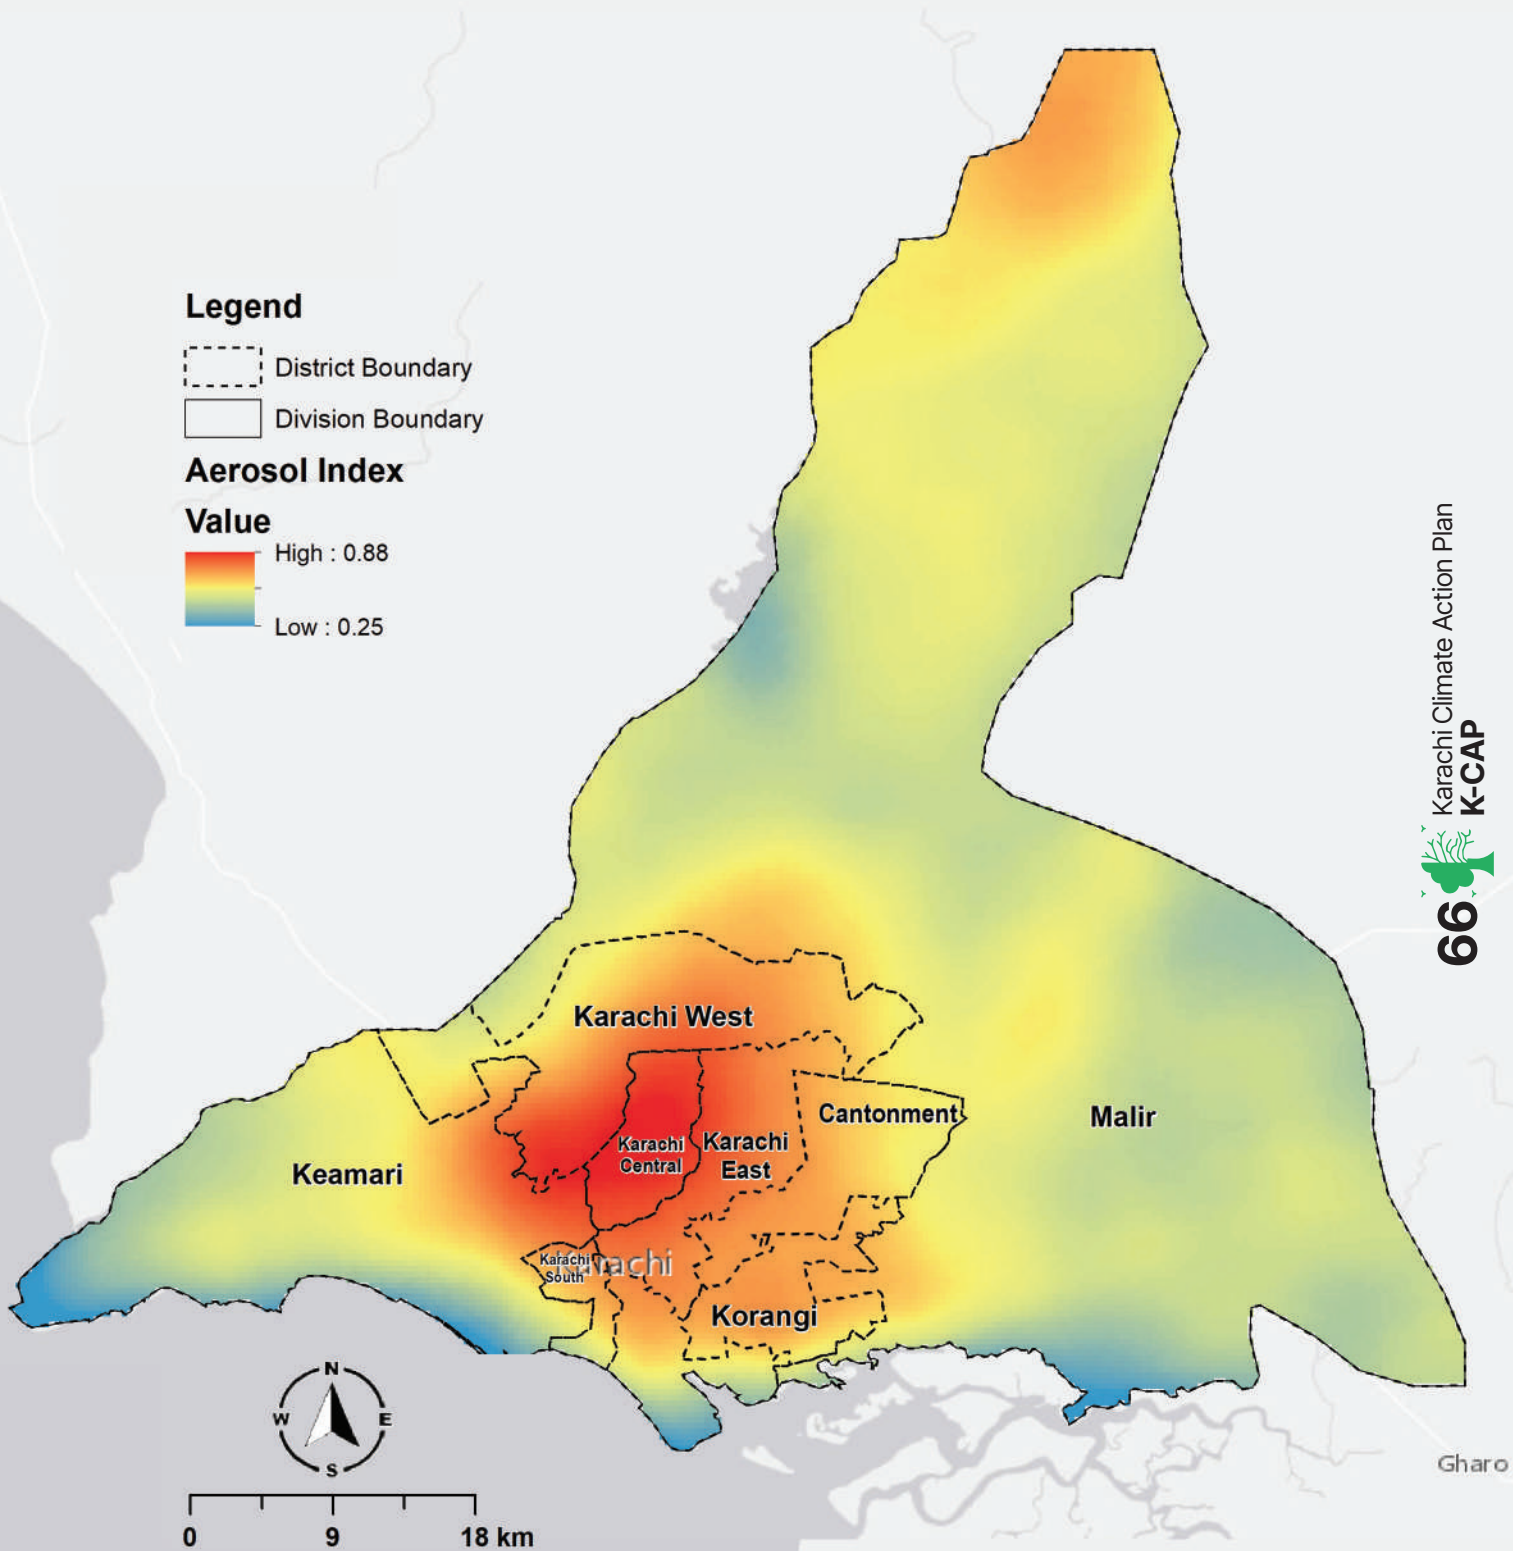 Legend
District Boundary
Division Boundary
Aerosol Index
Value
High : 0.88
Low : 0.25
Karachi West
Cantonment
Malir
Karachi
Central
Karachi
East
Keamari
Karachi
South
Karachi
Korangi
N
W
E
S
0
9
18 km
Gharo
66
Karachi Climate Action Plan
K-CAP